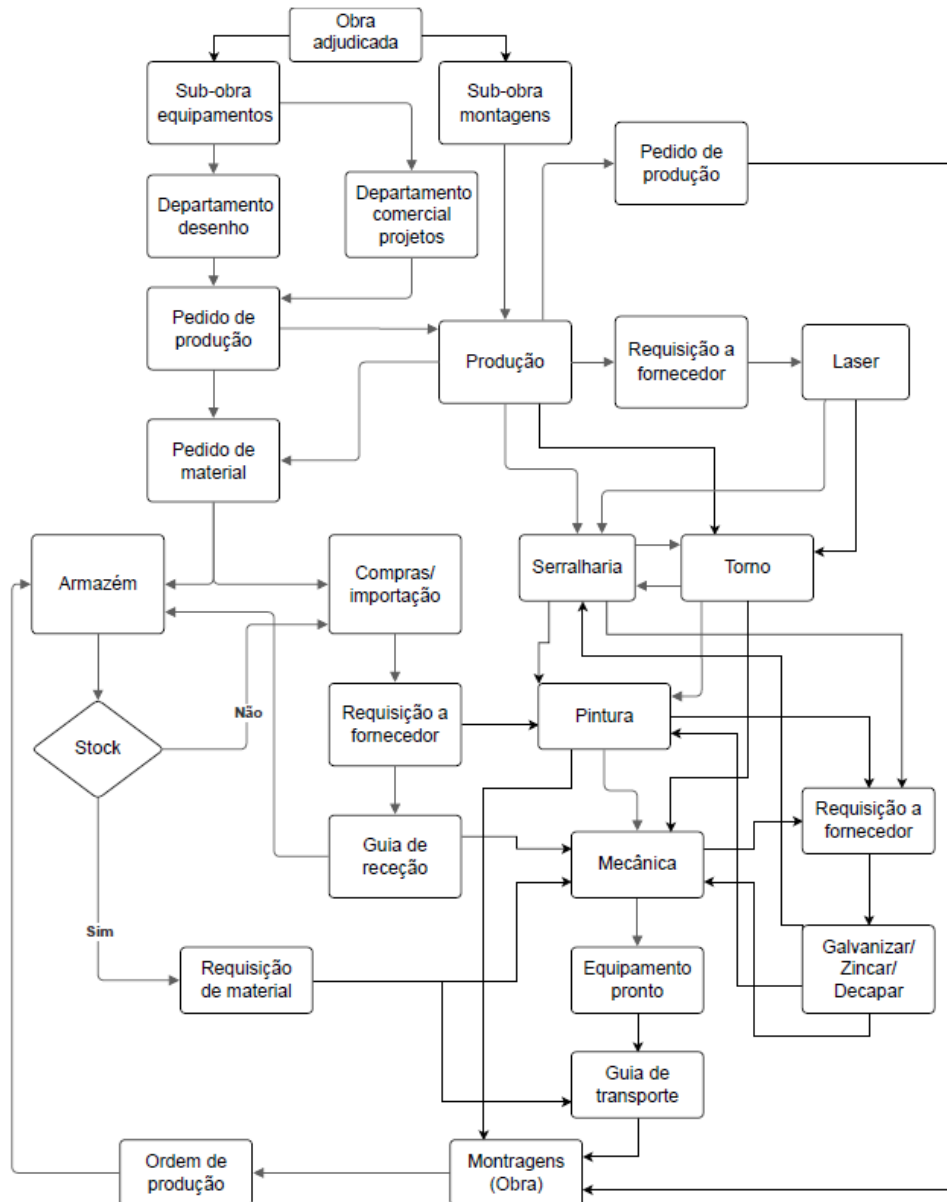 Obra
adjudicada
Sub-obra
equipamentos
Sub-obra
montagens
Pedido de
produção
Departamento
desenho
Departamento
comercial
projetos
Pedido de
produção
Produção
Requisição a
fornecedor
Laser
Pedido de
material
Armazém
Compras/
importação
Serralharia
Torno
Stock
Não
Requisição a
fornecedor
Pintura
Requisição a
fornecedor
Guia de
receção
Mecânica
Sim
Requisição
de material
Equipamento
pronto
Galvanizar/
Zincar/
Decapar
Guia de
transporte
Ordem de
produção
Montragens
(Obra)